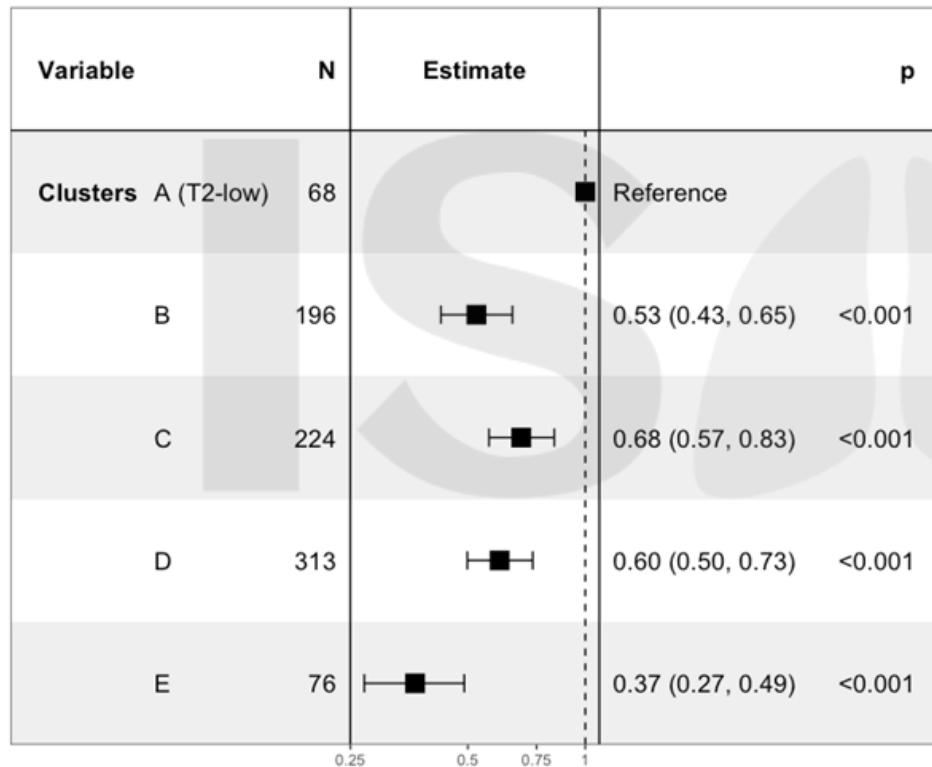 Variable N Estimate p
Clusters A (T2-low) 68 Reference
B 196 0.53 (0.43, 0.65) <0.001
C 224 0.68 (0.57, 0.83) <0.001
D 313 0.60 (0.50, 0.73) <0.001
E 76 0.37 (0.27, 0.49) <0.001
0.25 0.5 0.75 1
IS